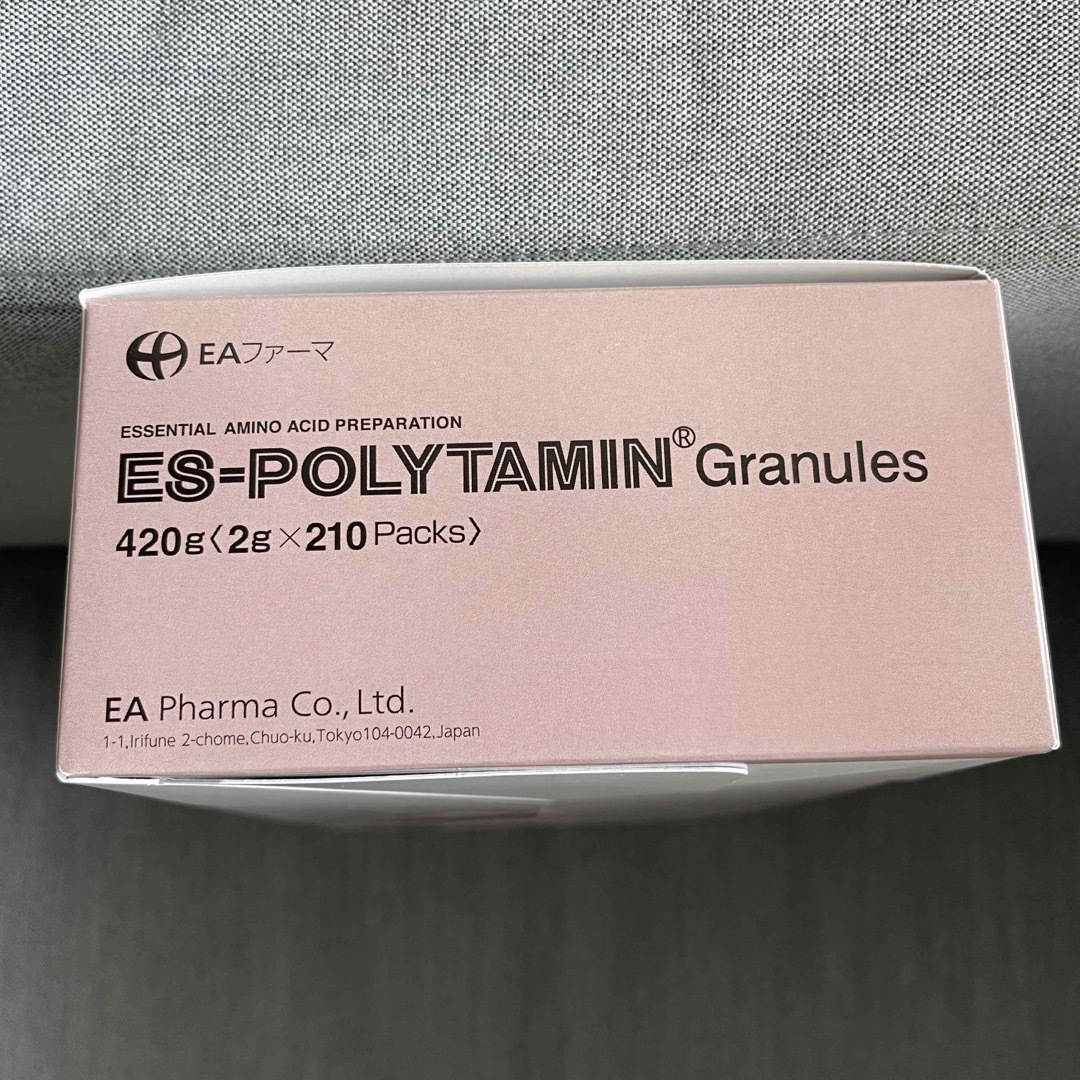 EAファーマ
ESSENTIAL AMINO ACID PREPARATION
ES-POLYTAMIN® Granules
420g〈2g×210 Packs〉
EA Pharma Co., Ltd.
1-1,Irifune 2-chome,Chuo-ku,Tokyo104-0042,Japan